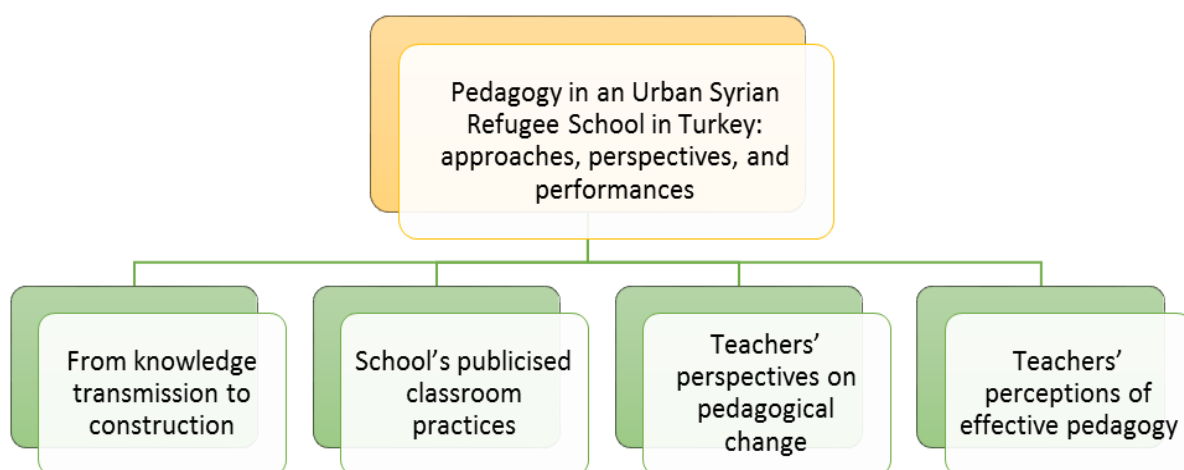 Pedagogy in an Urban Syrian
Refugee School in Turkey:
approaches, perspectives, and
performances
From knowledge
transmission to
construction
School’s publicised
classroom
practices
Teachers’
perspectives on
pedagogical
change
Teachers’
perceptions of
effective pedagogy